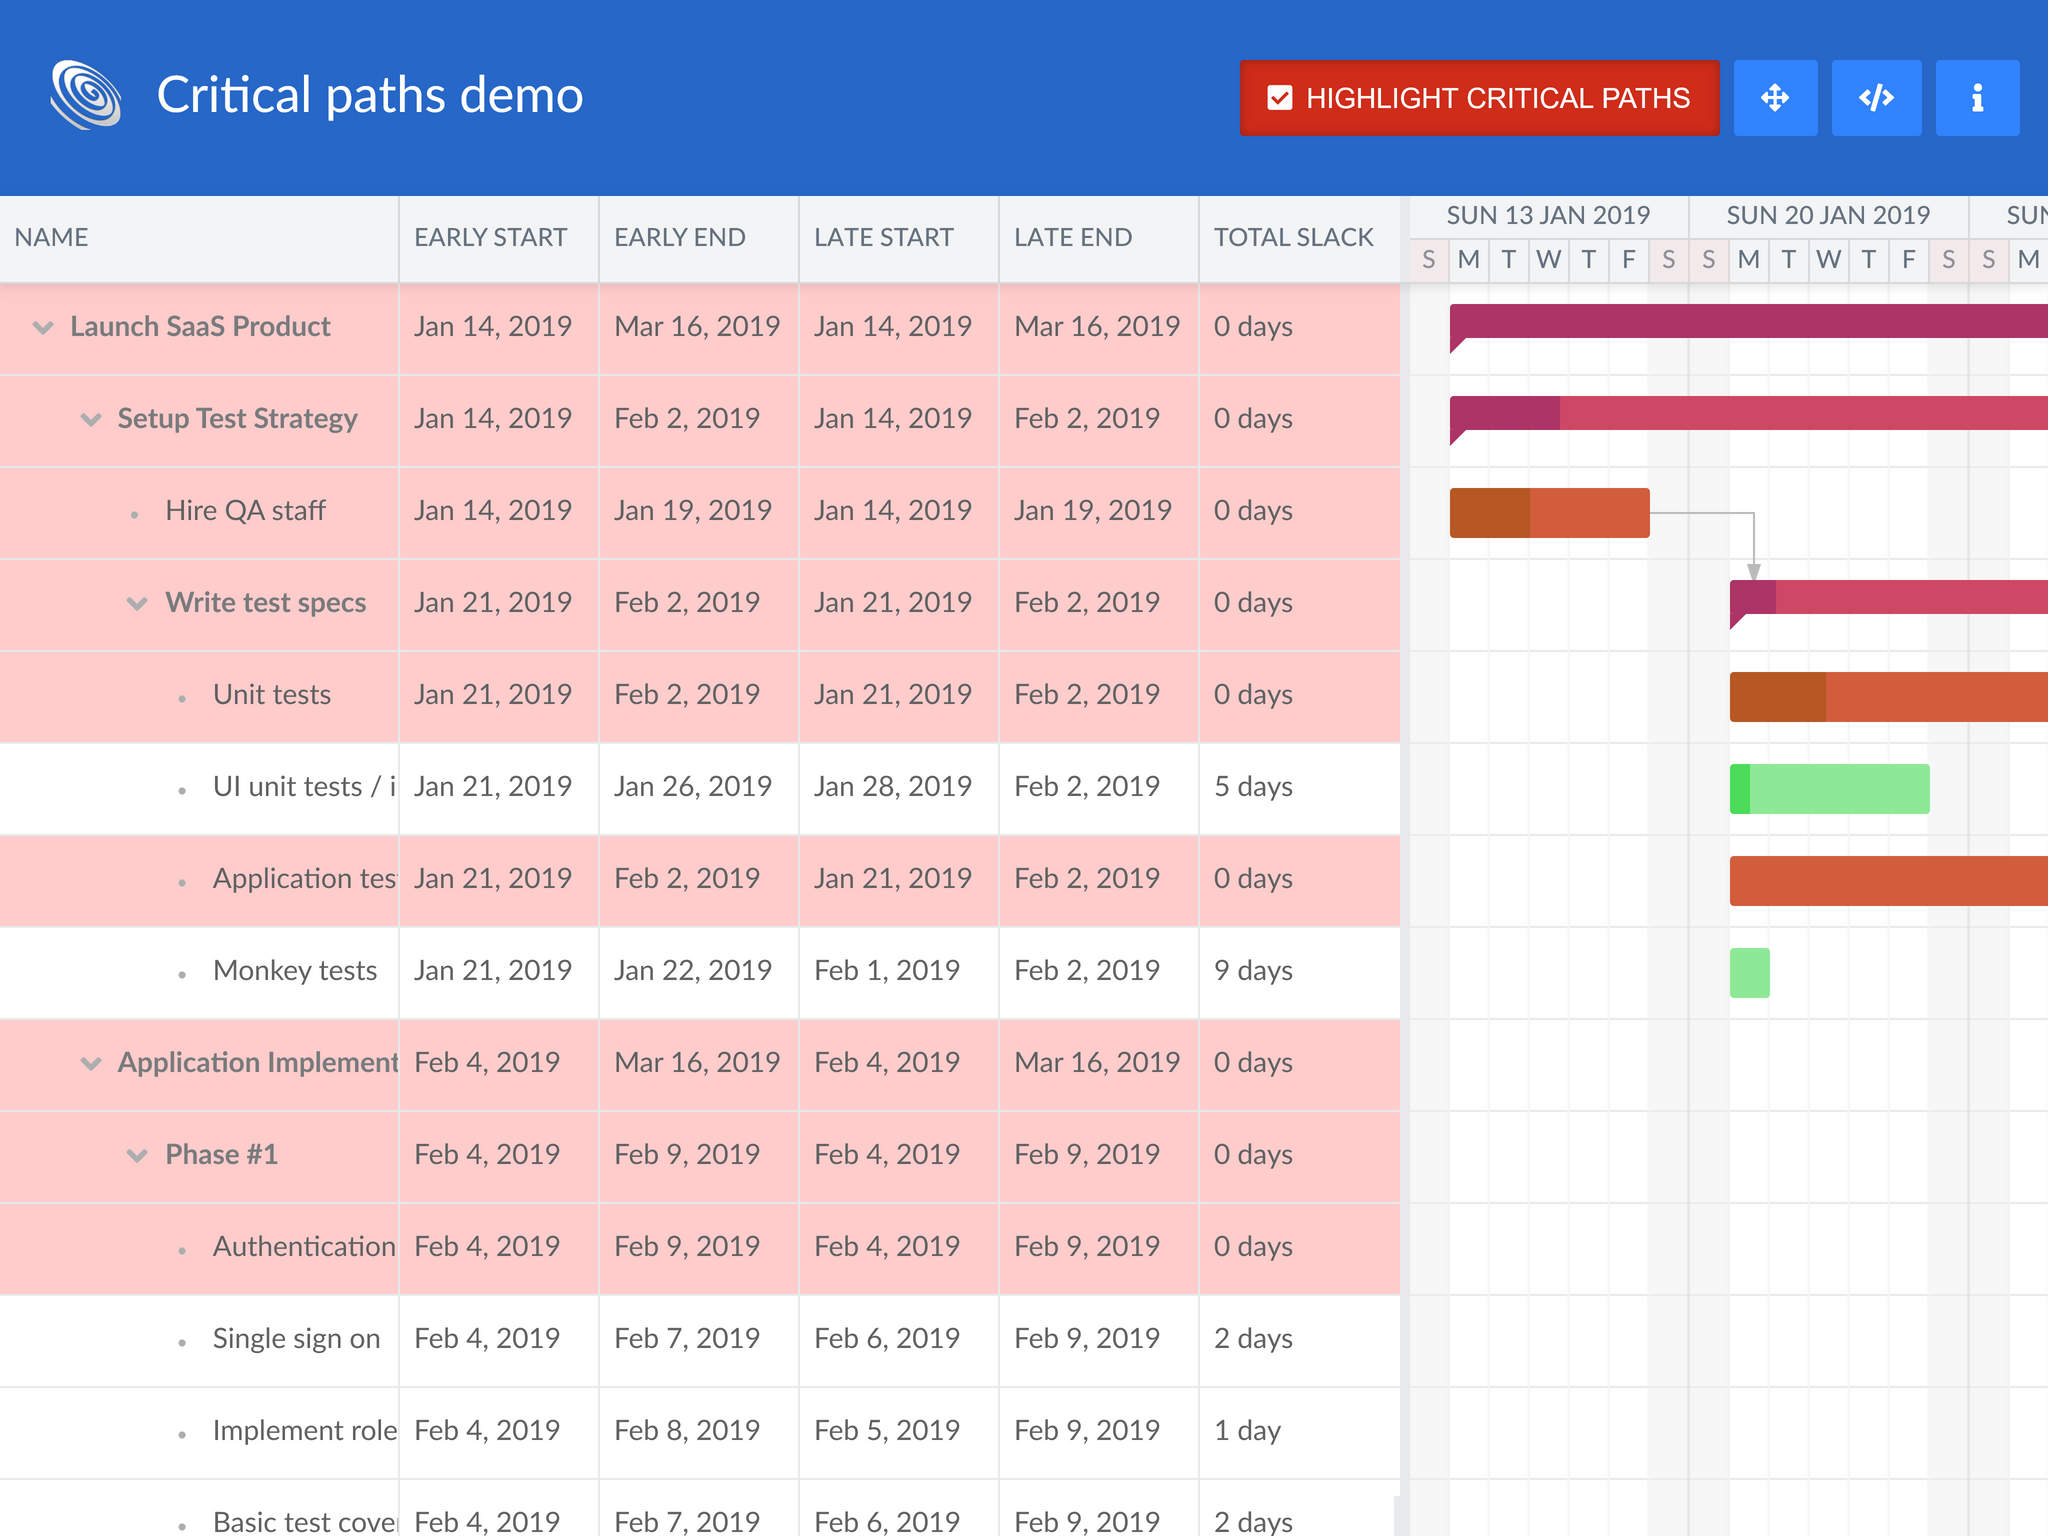 Critical paths demo
HIGHLIGHT CRITICAL PATHS
NAME EARLY START EARLY END LATE START LATE END TOTAL SLACK
SUN 13 JAN 2019 SUN 20 JAN 2019 SUN
S M T W T F S S M T W T F S S M
Launch SaaS Product Jan 14, 2019 Mar 16, 2019 Jan 14, 2019 Mar 16, 2019 0 days
Setup Test Strategy Jan 14, 2019 Feb 2, 2019 Jan 14, 2019 Feb 2, 2019 0 days
Hire QA staff Jan 14, 2019 Jan 19, 2019 Jan 14, 2019 Jan 19, 2019 0 days
Write test specs Jan 21, 2019 Feb 2, 2019 Jan 21, 2019 Feb 2, 2019 0 days
Unit tests Jan 21, 2019 Feb 2, 2019 Jan 21, 2019 Feb 2, 2019 0 days
UI unit tests / i Jan 21, 2019 Jan 26, 2019 Jan 28, 2019 Feb 2, 2019 5 days
Application tes Jan 21, 2019 Feb 2, 2019 Jan 21, 2019 Feb 2, 2019 0 days
Monkey tests Jan 21, 2019 Jan 22, 2019 Feb 1, 2019 Feb 2, 2019 9 days
Application Implement Feb 4, 2019 Mar 16, 2019 Feb 4, 2019 Mar 16, 2019 0 days
Phase #1 Feb 4, 2019 Feb 9, 2019 Feb 4, 2019 Feb 9, 2019 0 days
Authentication Feb 4, 2019 Feb 9, 2019 Feb 4, 2019 Feb 9, 2019 0 days
Single sign on Feb 4, 2019 Feb 7, 2019 Feb 6, 2019 Feb 9, 2019 2 days
Implement role Feb 4, 2019 Feb 8, 2019 Feb 5, 2019 Feb 9, 2019 1 day
Basic test cove Feb 4, 2019 Feb 7, 2019 Feb 6, 2019 Feb 9, 2019 2 days